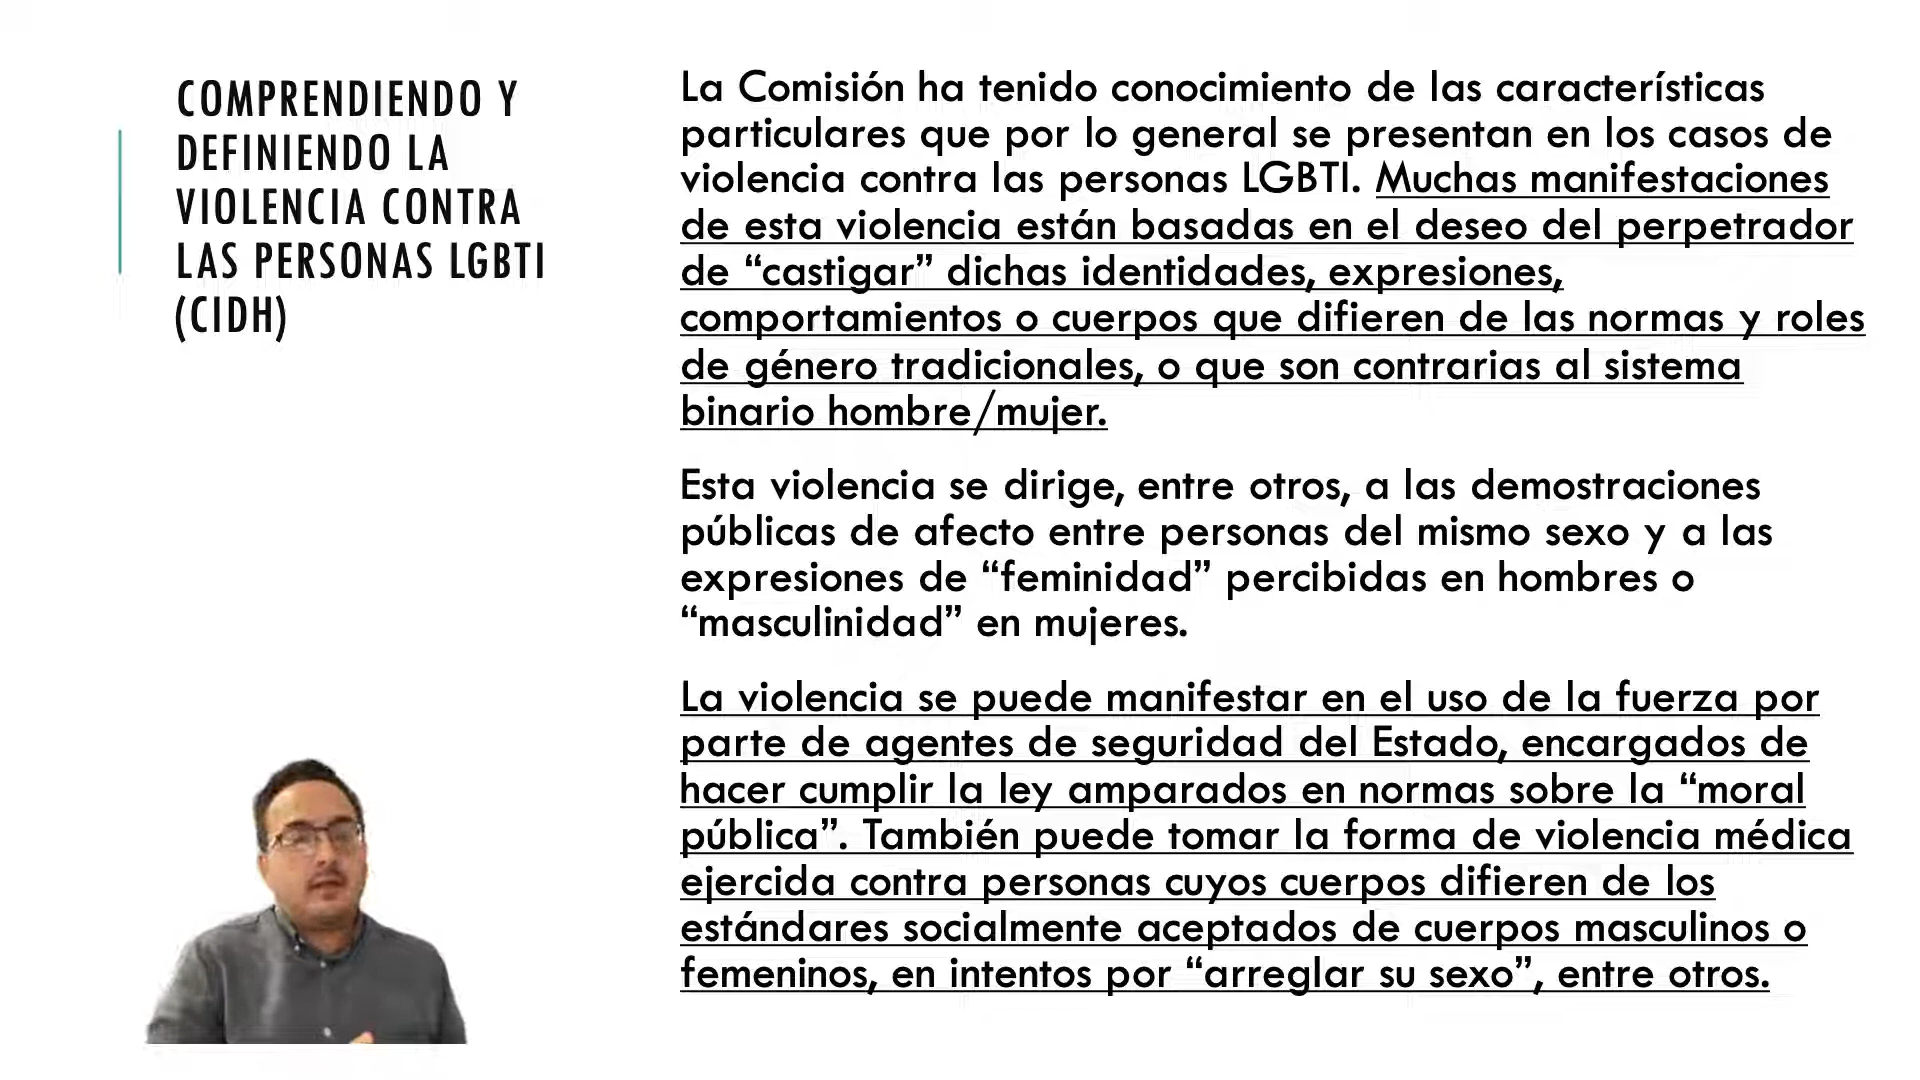 COMPRENDIENDO Y
DEFINIENDO LA
VIOLENCIA CONTRA
LAS PERSONAS LGBTI
(CIDH)
La Comisión ha tenido conocimiento de las características
particulares que por lo general se presentan en los casos de
violencia contra las personas LGBTI. Muchas manifestaciones
de esta violencia están basadas en el deseo del perpetrador
de “castigar” dichas identidades, expresiones,
comportamientos o cuerpos que difieren de las normas y roles
de género tradicionales, o que son contrarias al sistema
binario hombre/mujer.
Esta violencia se dirige, entre otros, a las demostraciones
públicas de afecto entre personas del mismo sexo y a las
expresiones de “feminidad” percibidas en hombres o
“masculinidad” en mujeres.
La violencia se puede manifestar en el uso de la fuerza por
parte de agentes de seguridad del Estado, encargados de
hacer cumplir la ley amparados en normas sobre la “moral
pública”. También puede tomar la forma de violencia médica
ejercida contra personas cuyos cuerpos difieren de los
estándares socialmente aceptados de cuerpos masculinos o
femeninos, en intentos por “arreglar su sexo”, entre otros.